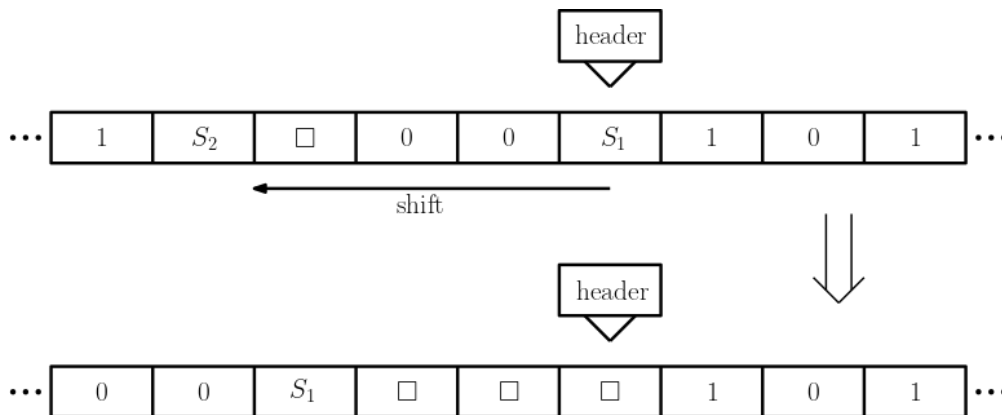 header
··· 1 S₂ □ 0 0 S₁ 1 0 1 ···
shift
header
··· 0 0 S₁ □ □ □ 1 0 1 ···